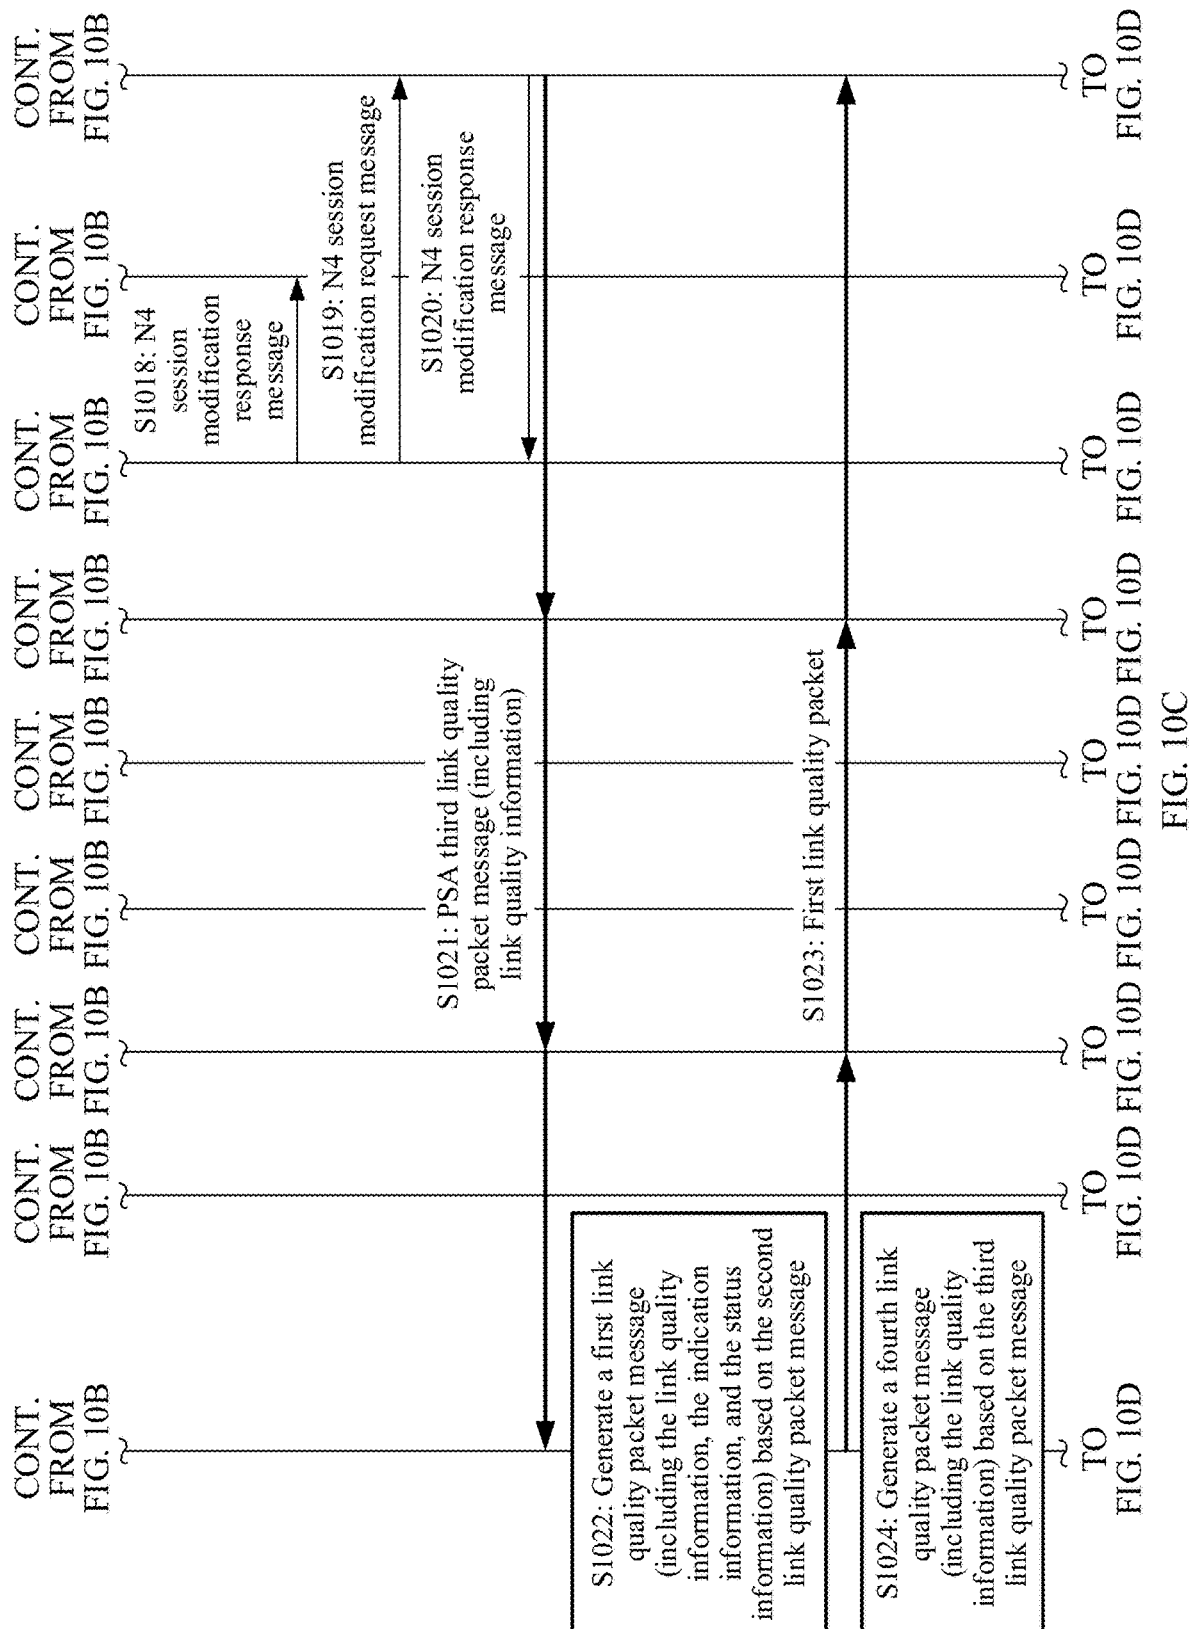 CONT.
FROM
FIG. 10B
CONT.
FROM
FIG. 10B
CONT.
FROM
FIG. 10B
CONT.
FROM
FIG. 10B
CONT.
FROM
FIG. 10B
CONT.
FROM
FIG. 10B
CONT.
FROM
FIG. 10B
CONT.
FROM
FIG. 10B
CONT.
FROM
FIG. 10B
S1018: N4
session
modification
response
message
S1019: N4 session
modification request message
S1020: N4 session
modification response
message
S1021: PSA third link quality
packet message (including
link quality information)
S1022: Generate a first link
quality packet message
(including the link quality
information, the indication
information, and the status
information) based on the second
link quality packet message
S1023: First link quality packet
S1024: Generate a fourth link
quality packet message
(including the link quality
information) based on the third
link quality packet message
TO
FIG. 10D
TO
FIG. 10D
TO
FIG. 10D
TO
FIG. 10D
TO
FIG. 10D
TO
FIG. 10D
TO
FIG. 10D
TO
FIG. 10D
TO
FIG. 10D
FIG. 10C